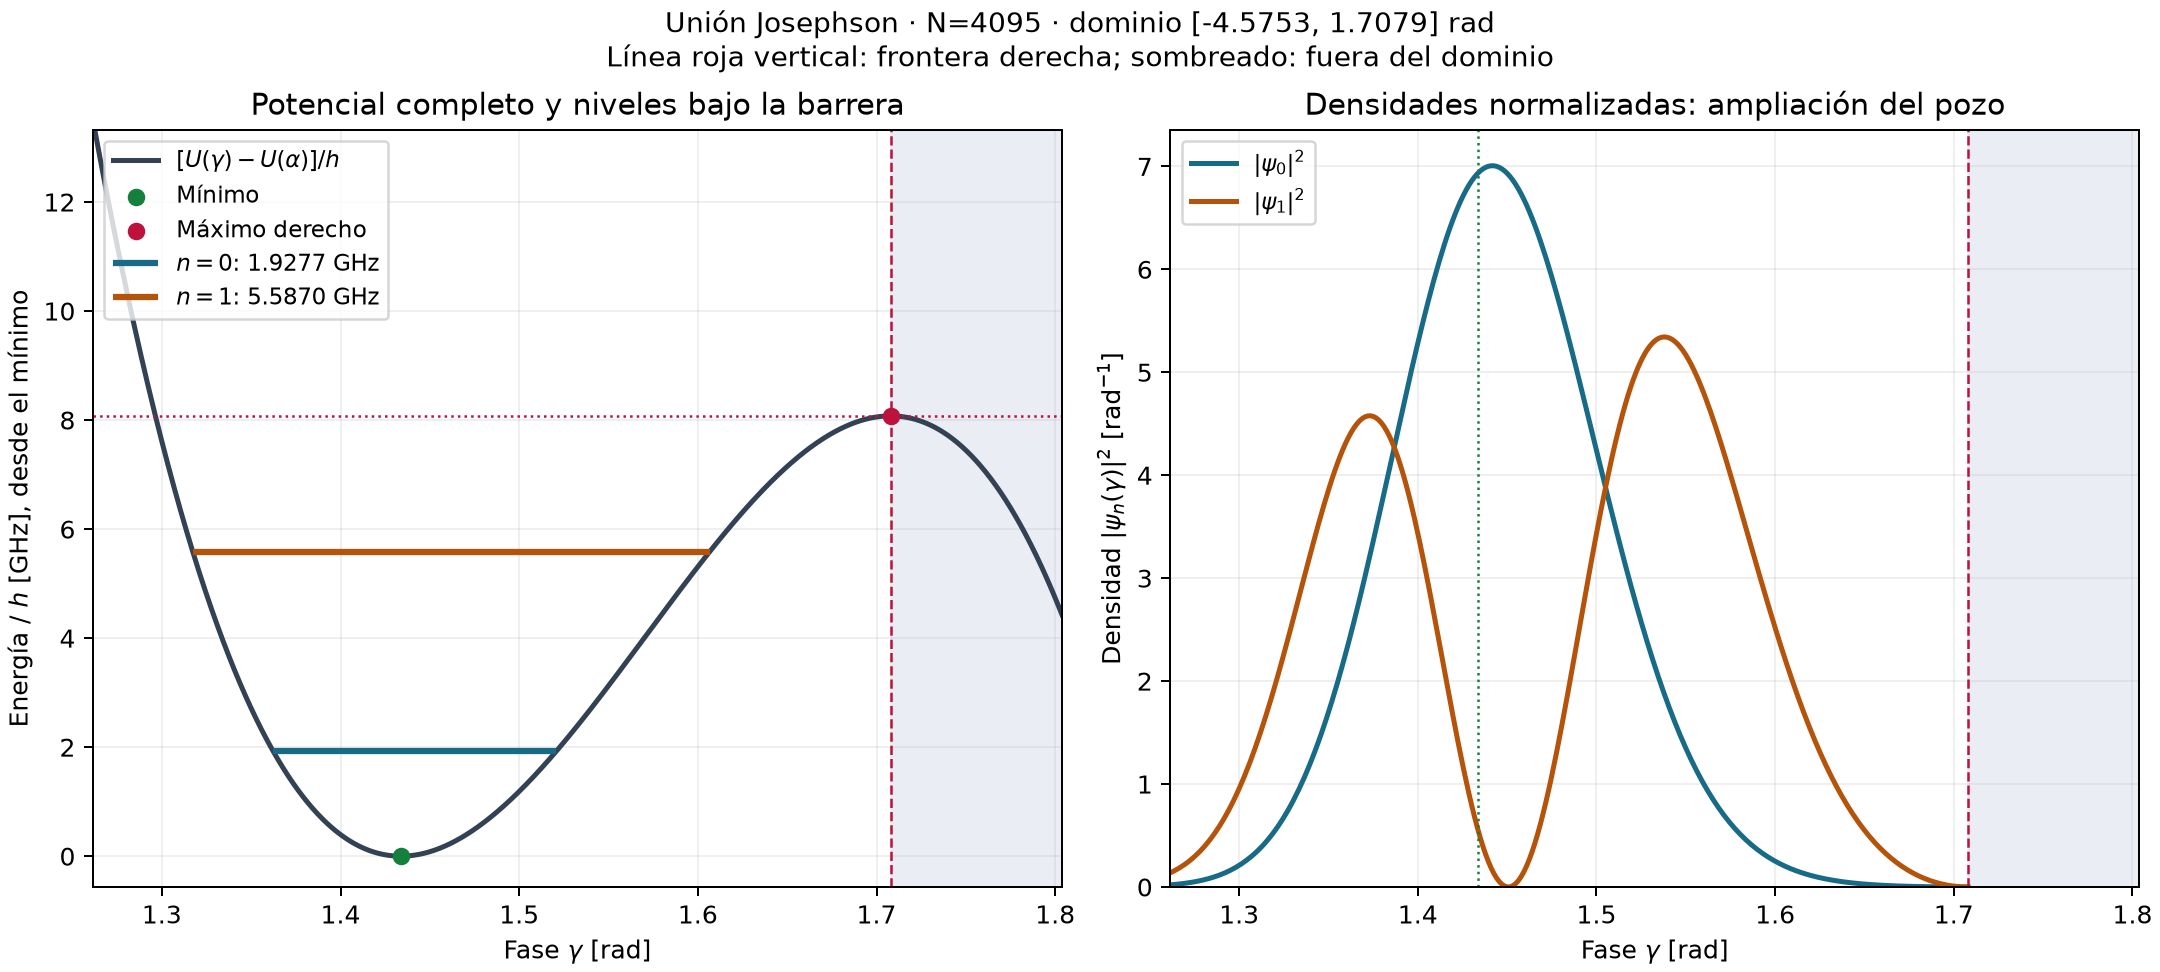 Unión Josephson · N=4095 · dominio [-4.5753, 1.7079] rad
Línea roja vertical: frontera derecha; sombreado: fuera del dominio
Potencial completo y niveles bajo la barrera
[U(γ) − U(α)]/h
Mínimo
Máximo derecho
n = 0: 1.9277 GHz
n = 1: 5.5870 GHz
Energía / h [GHz], desde el mínimo
12
10
8
6
4
2
0
1.3 1.4 1.5 1.6 1.7 1.8
Fase γ [rad]
Densidades normalizadas: ampliación del pozo
|ψ₀|²
|ψ₁|²
Densidad |ψₙ(γ)|² [rad⁻¹]
7
6
5
4
3
2
1
0
1.3 1.4 1.5 1.6 1.7 1.8
Fase γ [rad]